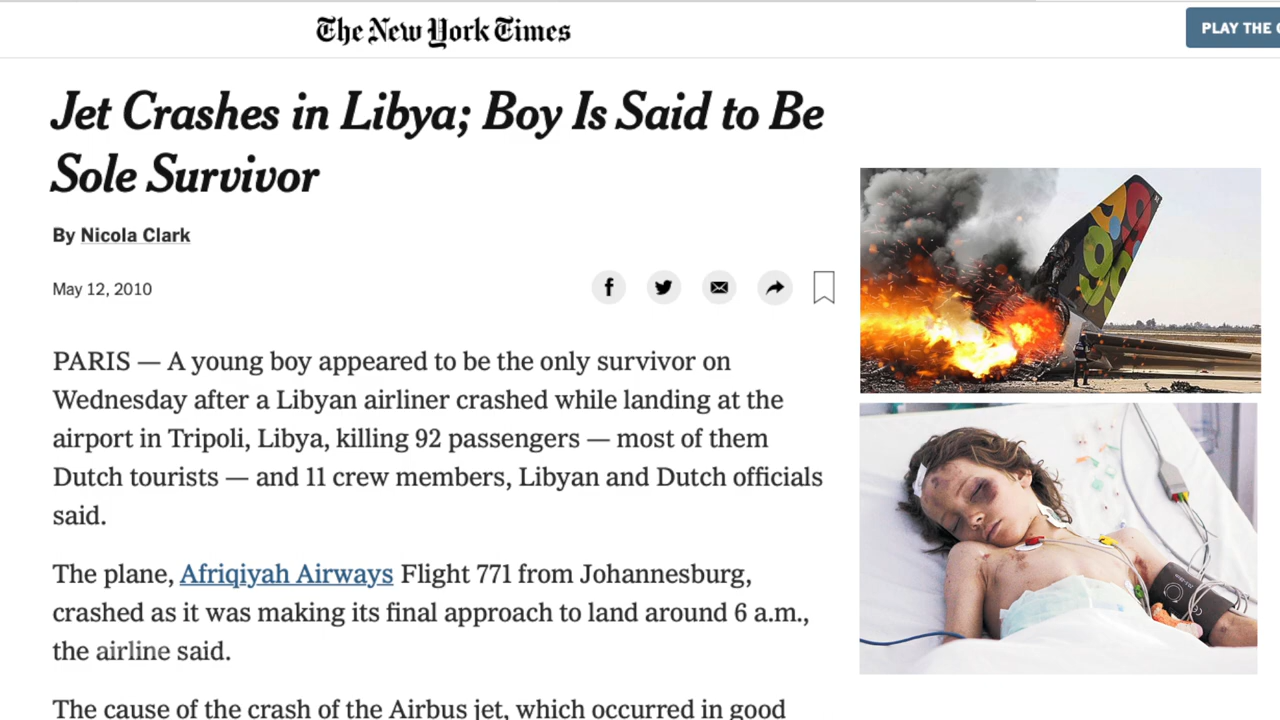 The New York Times
PLAY THE
Jet Crashes in Libya; Boy Is Said to Be
Sole Survivor
By Nicola Clark
May 12, 2010
PARIS — A young boy appeared to be the only survivor on
Wednesday after a Libyan airliner crashed while landing at the
airport in Tripoli, Libya, killing 92 passengers — most of them
Dutch tourists — and 11 crew members, Libyan and Dutch officials
said.
The plane, Afriqiyah Airways Flight 771 from Johannesburg,
crashed as it was making its final approach to land around 6 a.m.,
the airline said.
The cause of the crash of the Airbus jet, which occurred in good